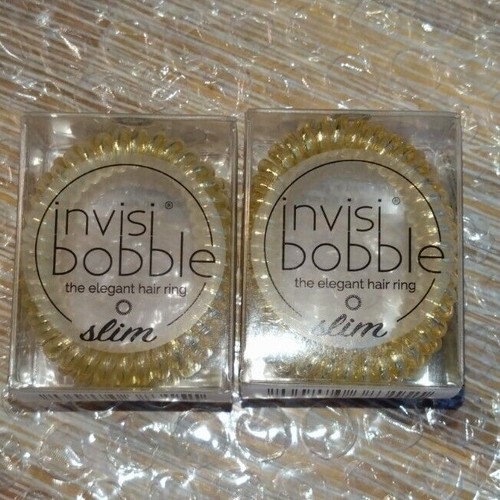 invisi®
bobble
the elegant hair ring
slim
invisi®
bobble
the elegant hair ring
slim